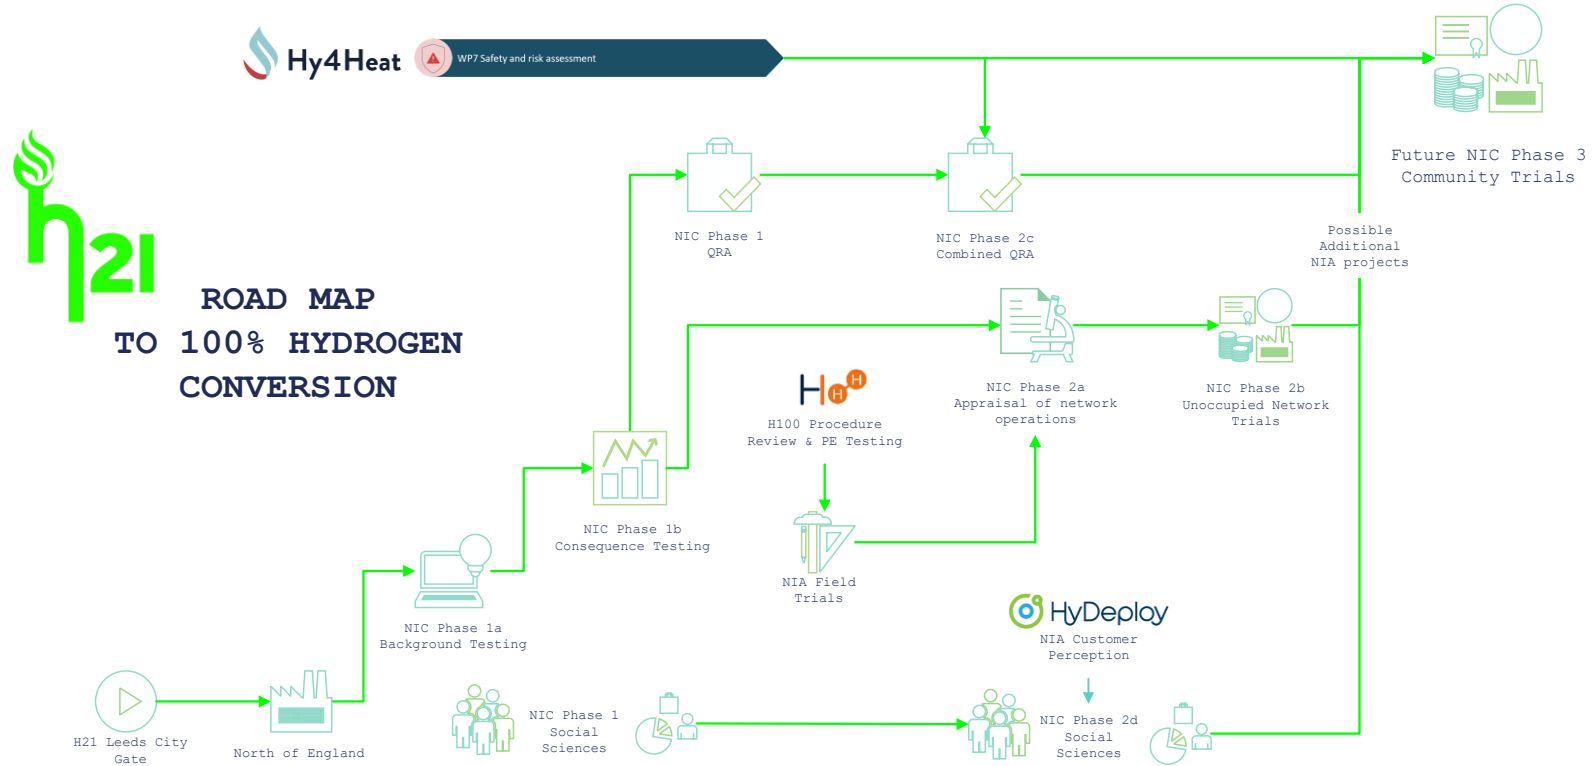 Hy4Heat
WP7 Safety and risk assessment
Future NIC Phase 3
Community Trials
h21
ROAD MAP
TO 100% HYDROGEN
CONVERSION
NIC Phase 1
QRA
NIC Phase 2c
Combined QRA
Possible
Additional
NIA projects
H100 Procedure
Review & PE Testing
NIC Phase 2a
Appraisal of network
operations
NIC Phase 2b
Unoccupied Network
Trials
NIC Phase 1b
Consequence Testing
NIA Field
Trials
NIC Phase 1a
Background Testing
HyDeploy
NIA Customer
Perception
H21 Leeds City
Gate
North of England
NIC Phase 1
Social
Sciences
NIC Phase 2d
Social
Sciences